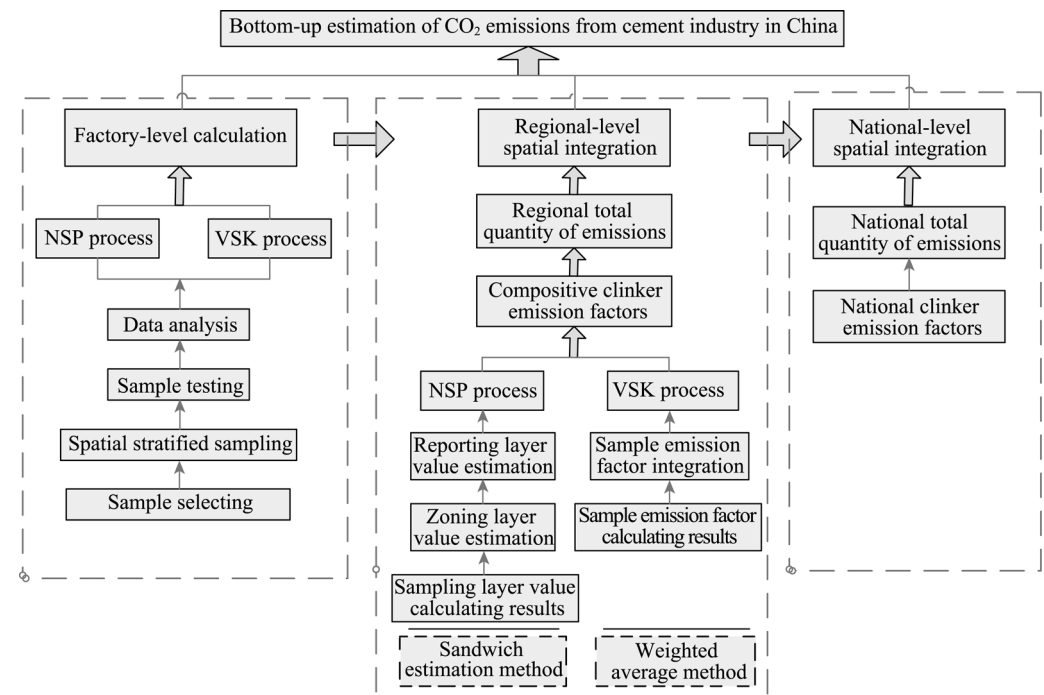 Bottom-up estimation of CO₂ emissions from cement industry in China
Factory-level calculation
NSP process
VSK process
Data analysis
Sample testing
Spatial stratified sampling
Sample selecting
Regional-level
spatial integration
Regional total
quantity of emissions
Compositive clinker
emission factors
NSP process
VSK process
Reporting layer
value estimation
Sample emission
factor integration
Zoning layer
value estimation
Sample emission factor
calculating results
Sampling layer value
calculating results
Sandwich
estimation method
Weighted
average method
National-level
spatial integration
National total
quantity of emissions
National clinker
emission factors